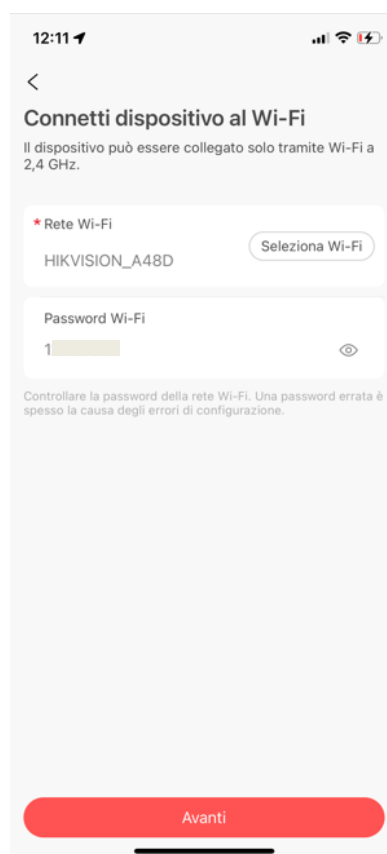 12:11
Connetti dispositivo al Wi-Fi
Il dispositivo può essere collegato solo tramite Wi-Fi a
2,4 GHz.
* Rete Wi-Fi
Seleziona Wi-Fi
HIKVISION_A48D
Password Wi-Fi
1
Controllare la password della rete Wi-Fi. Una password errata è
spesso la causa degli errori di configurazione.
Avanti